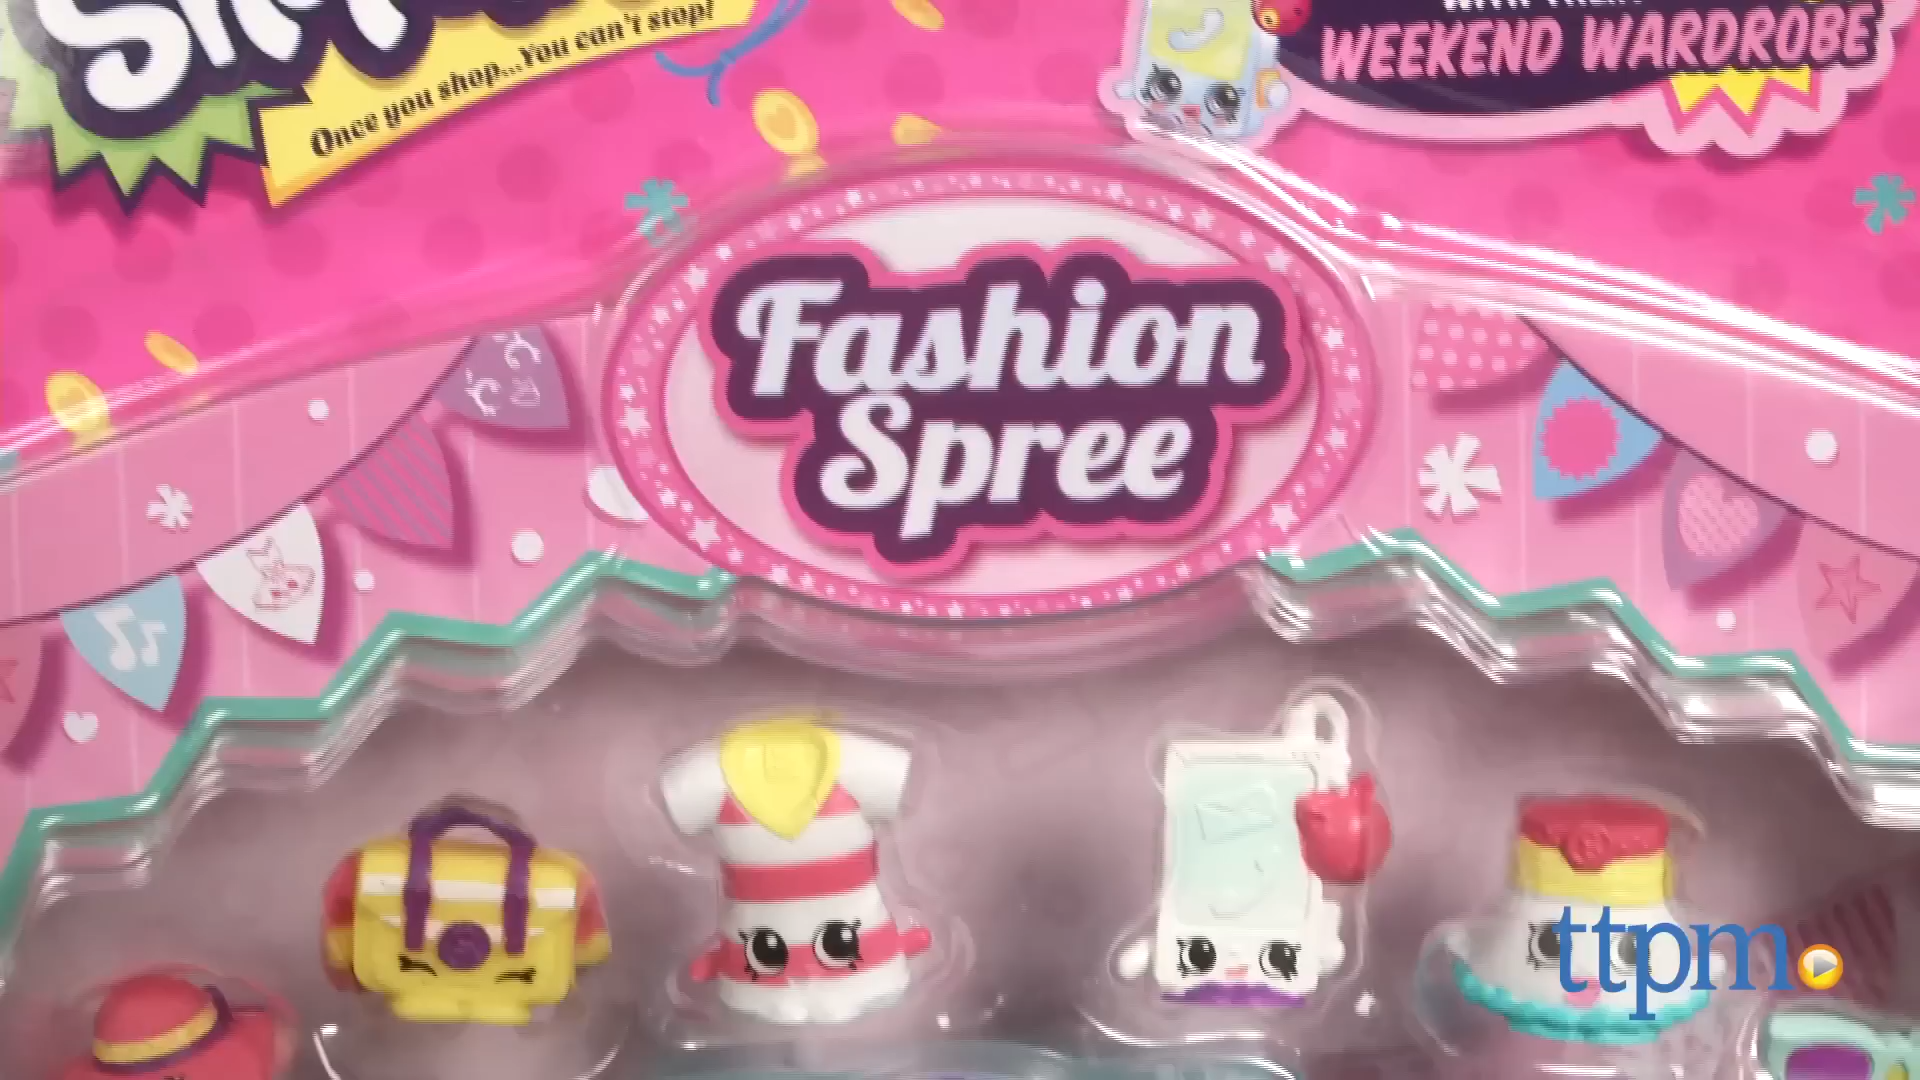 Once you shop...You can't stop!
WEEKEND WARDROBE
Fashion
Spree
ttpm